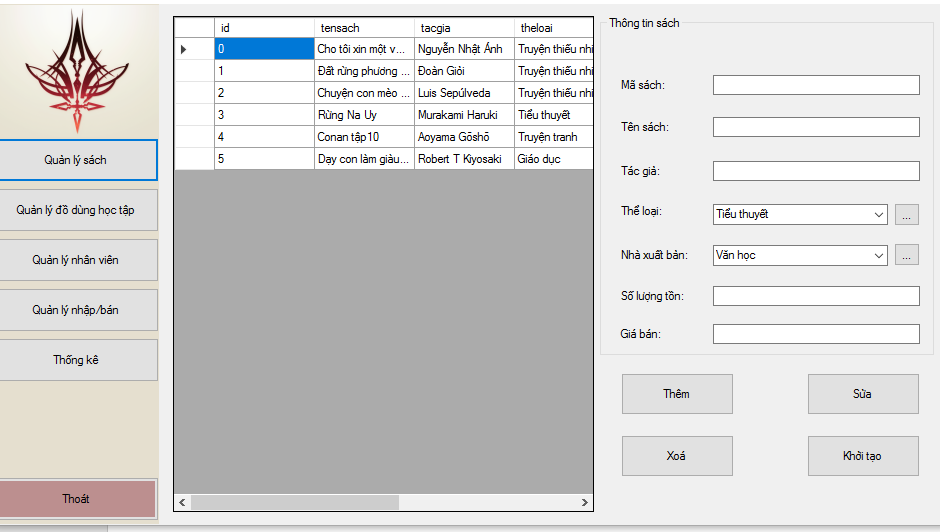 Quản lý sách
Quản lý đồ dùng học tập
Quản lý nhân viên
Quản lý nhập/bán
Thống kê
Thoát
id tensach tacgia theloai
0 Cho tôi xin một v... Nguyễn Nhật Ánh Truyện thiếu nhi
1 Đất rừng phương ... Đoàn Giỏi Truyện thiếu nhi
2 Chuyện con mèo ... Luis Sepúlveda Truyện thiếu nhi
3 Rừng Na Uy Murakami Haruki Tiểu thuyết
4 Conan tập10 Aoyama Gōshō Truyện tranh
5 Dạy con làm giàu... Robert T Kiyosaki Giáo dục
Thông tin sách
Mã sách:
Tên sách:
Tác giả:
Thể loại: Tiểu thuyết ...
Nhà xuất bản: Văn học ...
Số lượng tồn:
Giá bán:
Thêm Sửa
Xoá Khởi tạo